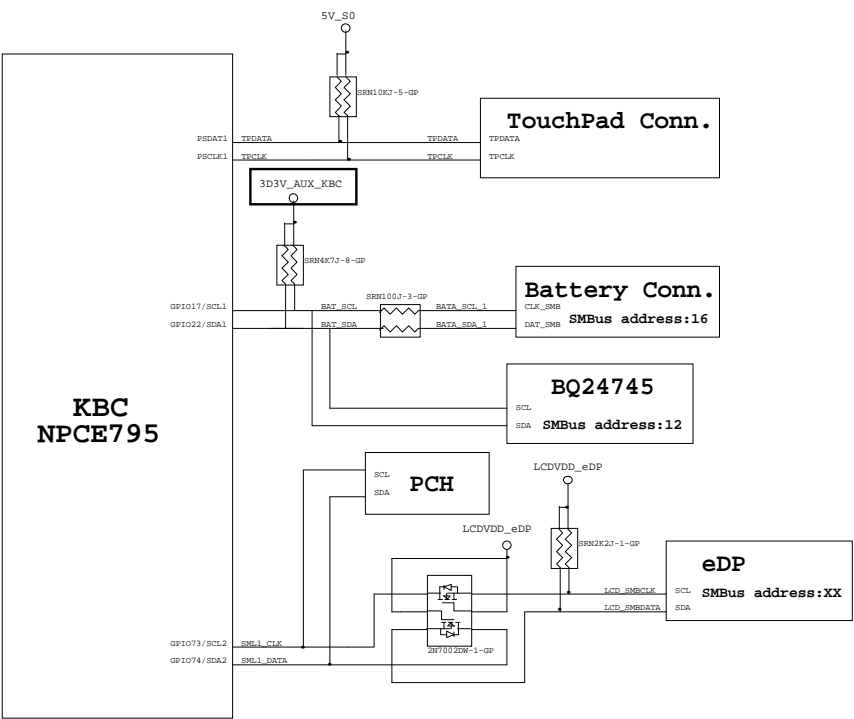 5V_S0
SRN10KJ-5-GP
TouchPad Conn.
PSDAT1 TPDATA TPDATA TPDATA
PSCLK1 TPCLK TPCLK TPCLK
3D3V_AUX_KBC
SRN4K7J-8-GP
SRN100J-3-GP
Battery Conn.
GPIO17/SCL1 BAT_SCL BATA_SCL_1 CLK_SMB
SMBus address:16
GPIO22/SDA1 BAT_SDA BATA_SDA_1 DAT_SMB
BQ24745
SCL
SDA SMBus address:12
KBC
NPCE795
SCL
PCH
SDA
LCDVDD_eDP
LCDVDD_eDP
SRN2K2J-1-GP
eDP
LCD_SMBCLK SCL SMBus address:XX
LCD_SMBDATA SDA
GPIO73/SCL2 SML1_CLK
2N7002DW-1-GP
GPIO74/SDA2 SML1_DATA